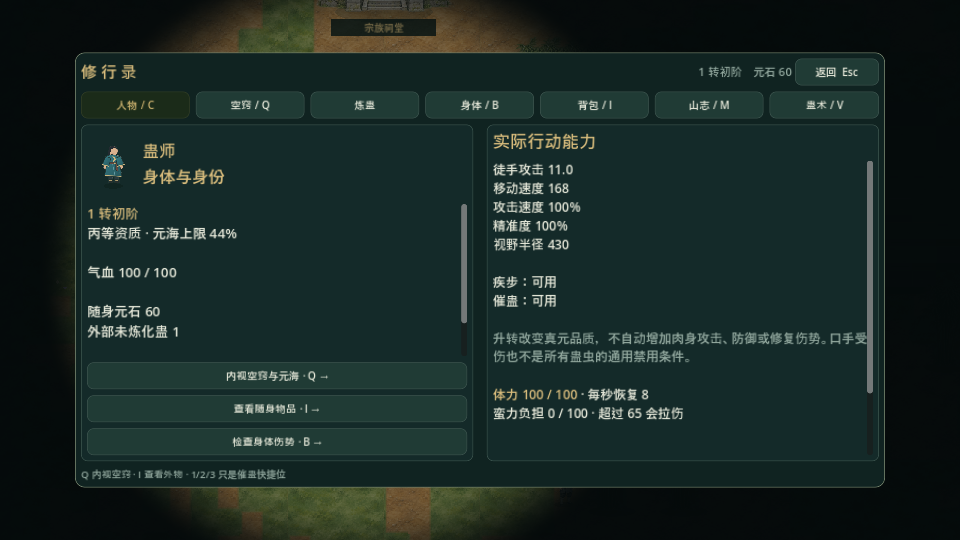 宗族祠堂
修行录
1 转初阶 元石 60 返回 Esc
人物 / C 空窍 / Q 炼蛊 身体 / B 背包 / I 山志 / M 蛊术 / V
蛊师
身体与身份
1 转初阶
丙等资质 · 元海上限 44%
气血 100 / 100
随身元石 60
外部未炼化蛊 1
内视空窍与元海 · Q →
查看随身物品 · I →
检查身体伤势 · B →
实际行动能力
徒手攻击 11.0
移动速度 168
攻击速度 100%
精准度 100%
视野半径 430
疾步：可用
催蛊：可用
升转改变真元品质，不自动增加肉身攻击、防御或修复伤势。口手受
伤也不是所有蛊虫的通用禁用条件。
体力 100 / 100 · 每秒恢复 8
蛮力负担 0 / 100 · 超过 65 会拉伤
Q 内视空窍 · I 查看外物 · 1/2/3 只是催蛊快捷位